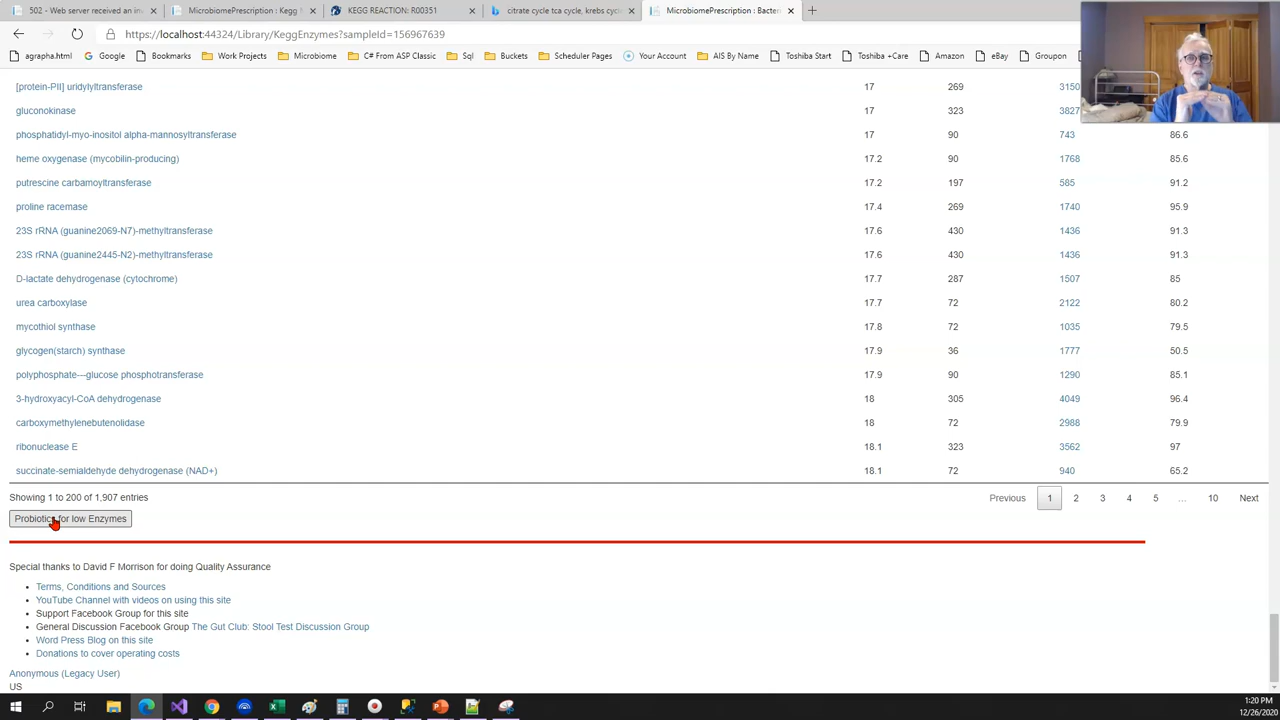 502 - Web server received an inv
MicrobiomePrescription : Kegg M
KEGG REACTION: R00351
citrate cycle tca cycle, krebs cyc
MicrobiomePrescription : Bacter
https://localhost:44324/Library/KeggEnzymes?sampleId=156967639
agrapha.html
Google
Bookmarks
Work Projects
Microbiome
C# From ASP Classic
Sql
Buckets
Scheduler Pages
Your Account
AIS By Name
Toshiba Start
Toshiba +Care
Amazon
eBay
Groupon
[protein-PII] uridylyltransferase 17 269 3150
gluconokinase 17 323 3827
phosphatidyl-myo-inositol alpha-mannosyltransferase 17 90 743 86.6
heme oxygenase (mycobilin-producing) 17.2 90 1768 85.6
putrescine carbamoyltransferase 17.2 197 585 91.2
proline racemase 17.4 269 1740 95.9
23S rRNA (guanine2069-N7)-methyltransferase 17.6 430 1436 91.3
23S rRNA (guanine2445-N2)-methyltransferase 17.6 430 1436 91.3
D-lactate dehydrogenase (cytochrome) 17.7 287 1507 85
urea carboxylase 17.7 72 2122 80.2
mycothiol synthase 17.8 72 1035 79.5
glycogen(starch) synthase 17.9 36 1777 50.5
polyphosphate---glucose phosphotransferase 17.9 90 1290 85.1
3-hydroxyacyl-CoA dehydrogenase 18 305 4049 96.4
carboxymethylenebutenolidase 18 72 2988 79.9
ribonuclease E 18.1 323 3562 97
succinate-semialdehyde dehydrogenase (NAD+) 18.1 72 940 65.2
Showing 1 to 200 of 1,907 entries
Previous 1 2 3 4 5 … 10 Next
Probiotics for low Enzymes
Special thanks to David F Morrison for doing Quality Assurance
Terms, Conditions and Sources
YouTube Channel with videos on using this site
Support Facebook Group for this site
General Discussion Facebook Group The Gut Club: Stool Test Discussion Group
Word Press Blog on this site
Donations to cover operating costs
Anonymous (Legacy User)
US
1:20 PM
12/26/2020